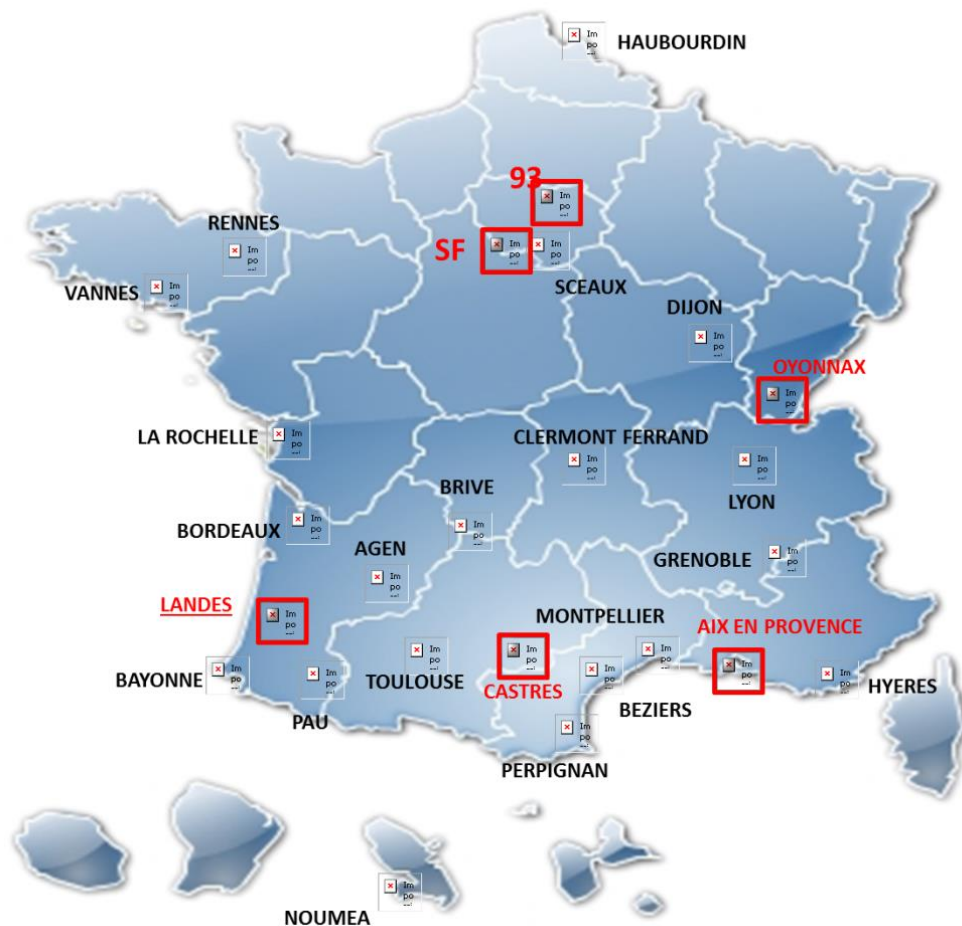 HAUBOURDIN
93
RENNES
SF
SCEAUX
VANNES
DIJON
OYONNAX
LA ROCHELLE
CLERMONT FERRAND
BRIVE
LYON
BORDEAUX
AGEN
GRENOBLE
LANDES
MONTPELLIER
AIX EN PROVENCE
BAYONNE
TOULOUSE
CASTRES
HYERES
BEZIERS
PAU
PERPIGNAN
NOUMEA